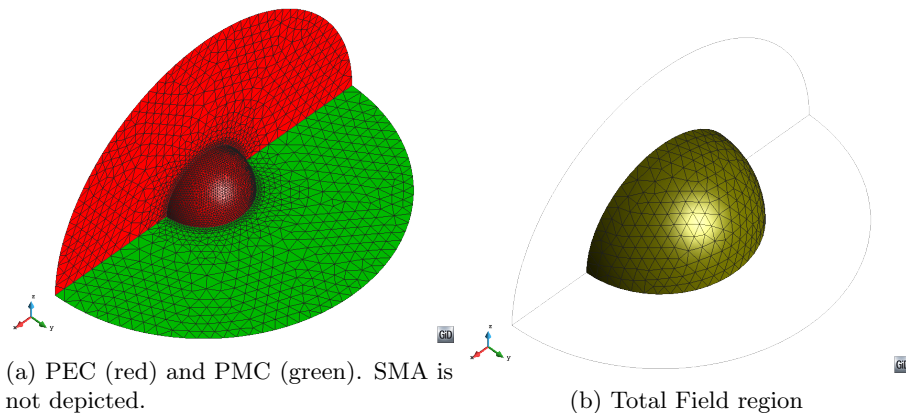 z
x
y
GiD
(a) PEC (red) and PMC (green). SMA is
not depicted.
z
x
y
GiD
(b) Total Field region